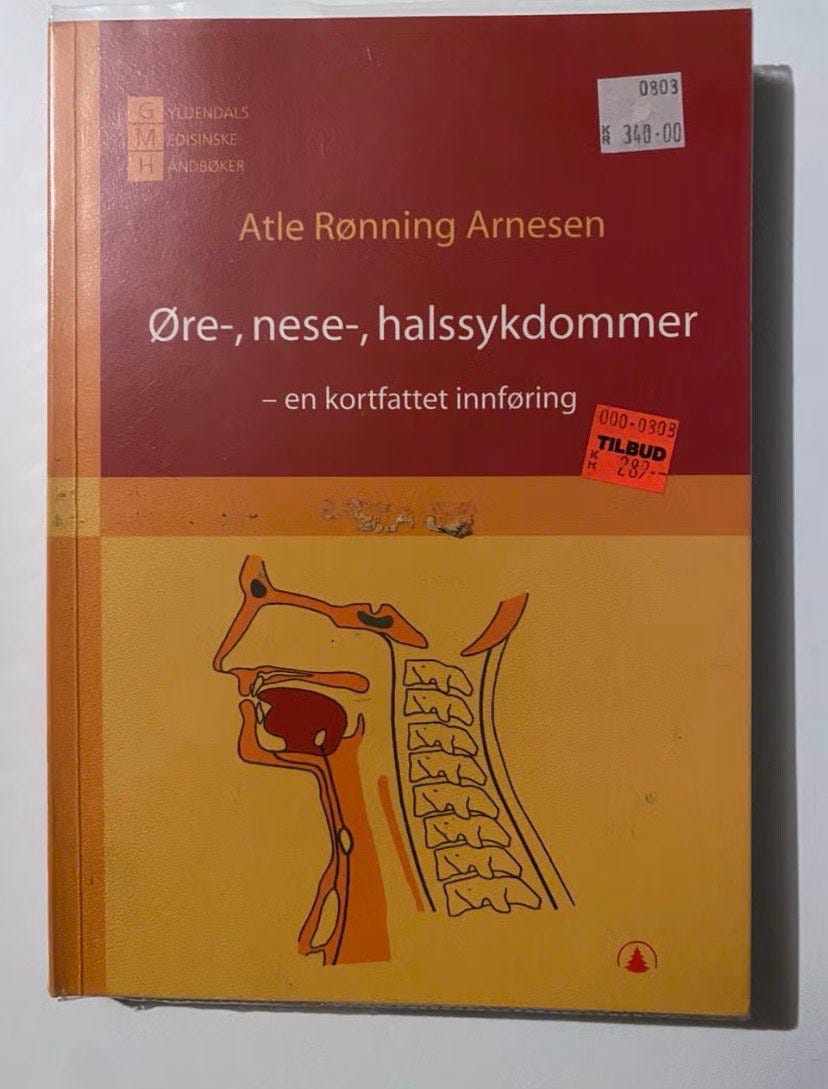 GYLDENDALS
MEDISINSKE
HÅNDBØKER
0803
KR 340.00
Atle Rønning Arnesen
Øre-, nese-, halssykdommer
– en kortfattet innføring
000.0803
TILBUD
KR 287.--